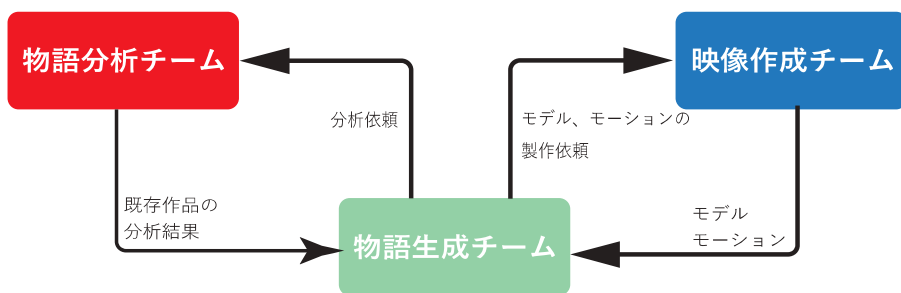 物語分析チーム
映像作成チーム
分析依頼
モデル、モーションの
製作依頼
既存作品の
分析結果
モデル
モーション
物語生成チーム